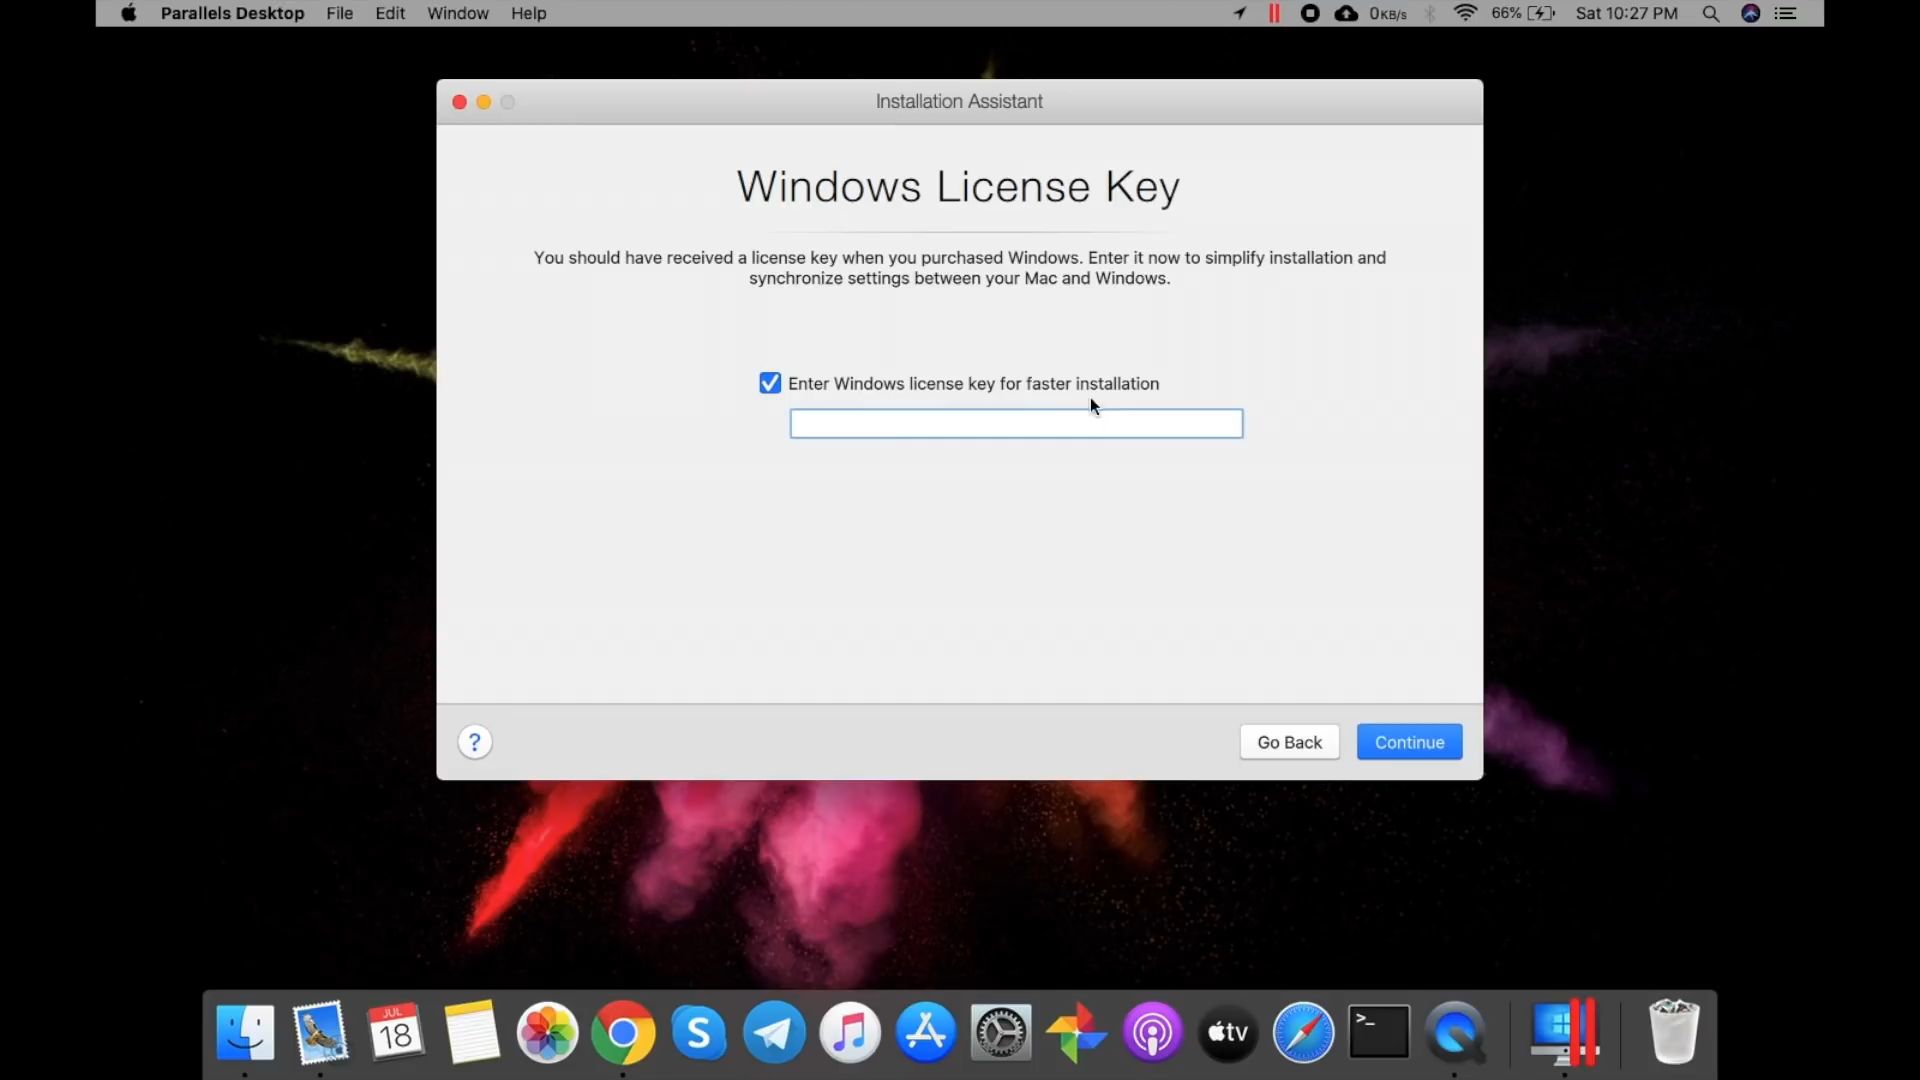 Parallels Desktop File Edit Window Help 0KB/s 66% Sat 10:27 PM
Installation Assistant
Windows License Key
You should have received a license key when you purchased Windows. Enter it now to simplify installation and
synchronize settings between your Mac and Windows.
Enter Windows license key for faster installation
? Go Back Continue
JUL
18
S
tv
>_